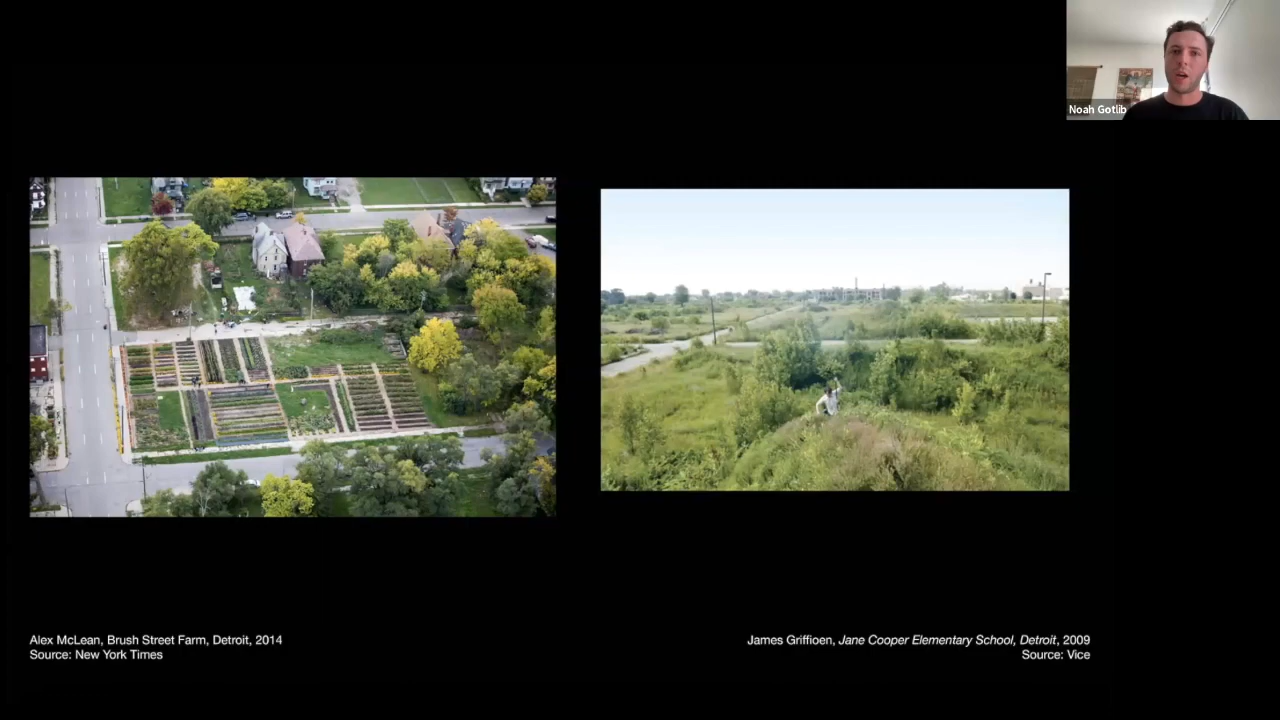 Noah Gotlib
Alex McLean, Brush Street Farm, Detroit, 2014
Source: New York Times
James Griffioen, Jane Cooper Elementary School, Detroit, 2009
Source: Vice